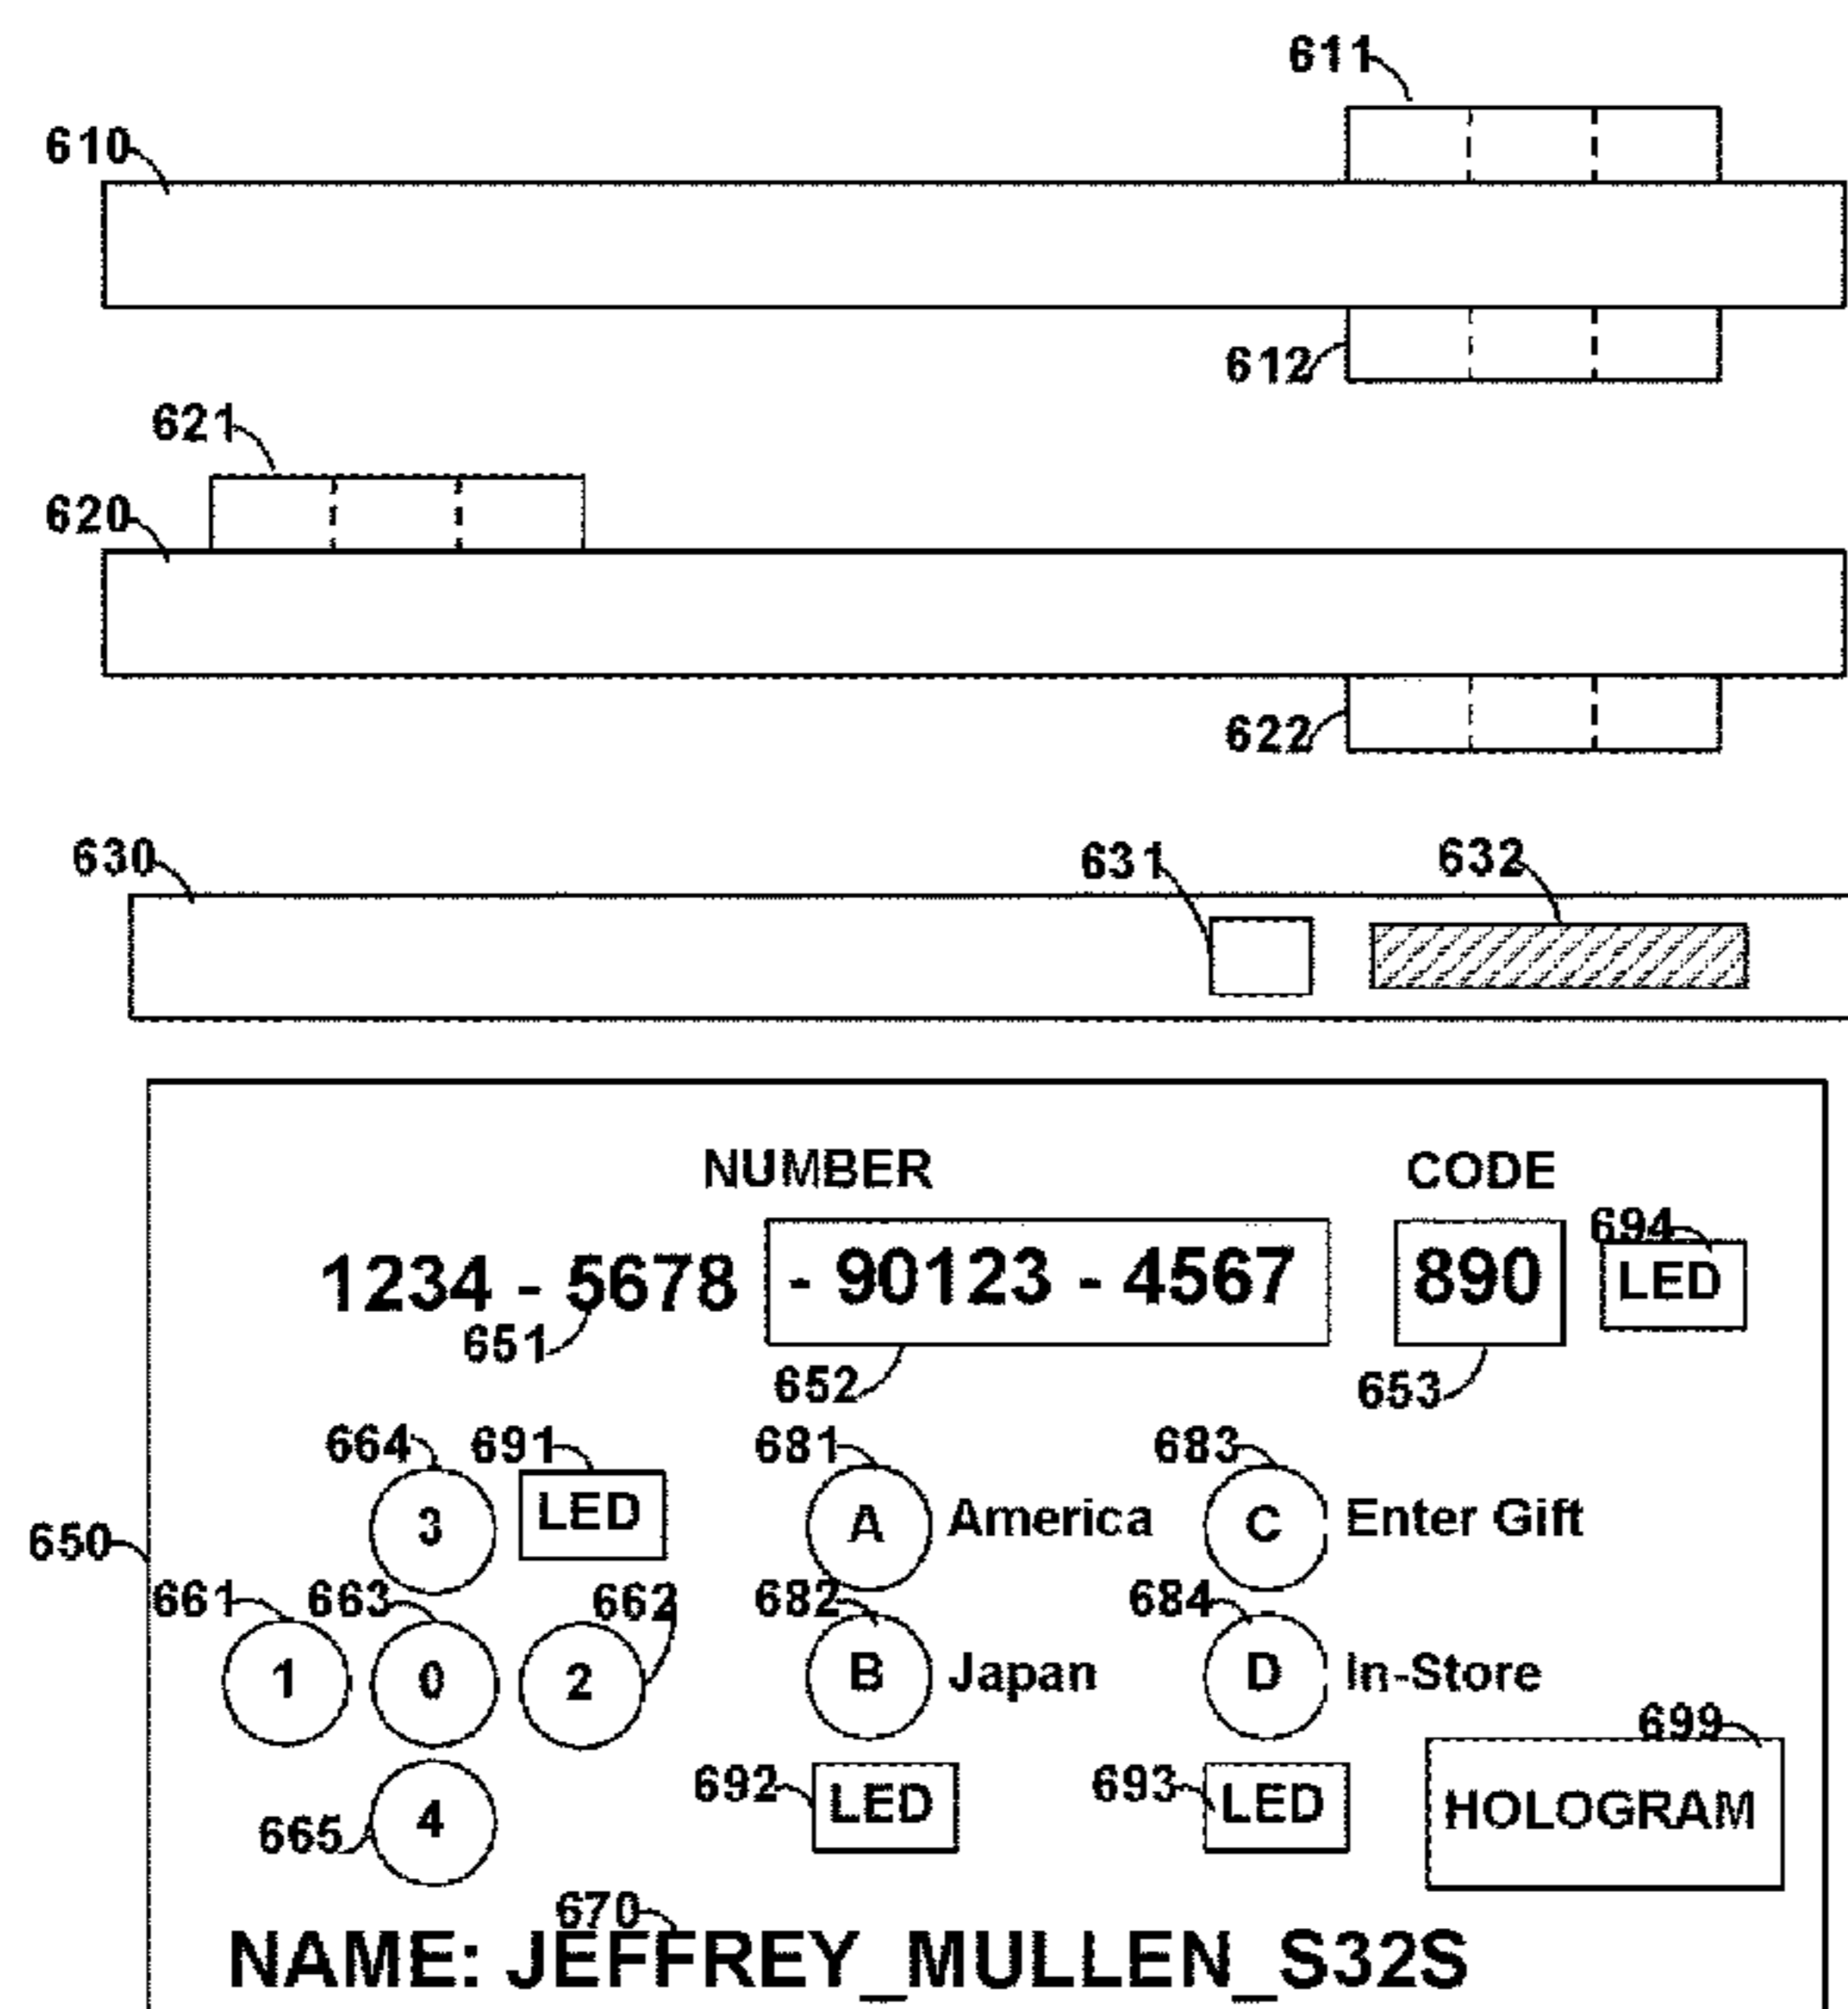 611
610
612
621
620
622
630 631 632
NUMBER CODE
694
1234 - 5678 - 90123 - 4567 890 LED
651 652 653
664 691 681 683
3 LED A America C Enter Gift
650
661 663 662 682 684
1 0 2 B Japan D In-Store
699
692 LED 693 LED HOLOGRAM
665 4
670
NAME: JEFFREY_MULLEN_S32S